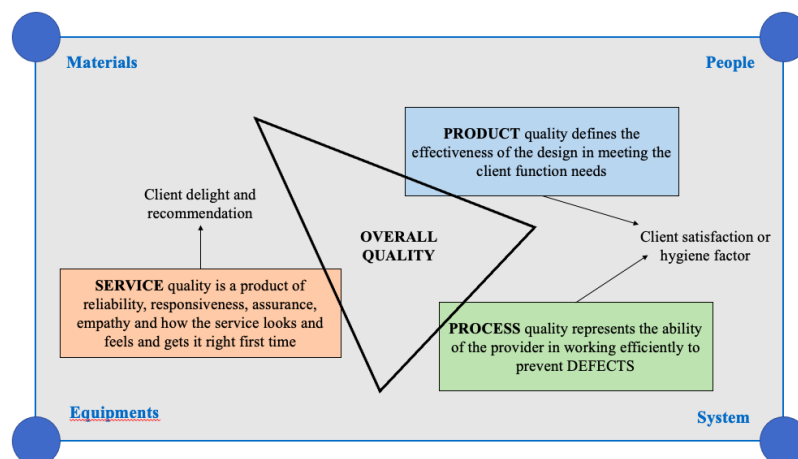 Materials
People
PRODUCT quality defines the
effectiveness of the design in meeting the
client function needs
Client delight and
recommendation
OVERALL
QUALITY
Client satisfaction or
hygiene factor
SERVICE quality is a product of
reliability, responsiveness, assurance,
empathy and how the service looks and
feels and gets it right first time
PROCESS quality represents the ability
of the provider in working efficiently to
prevent DEFECTS
Equipments
System